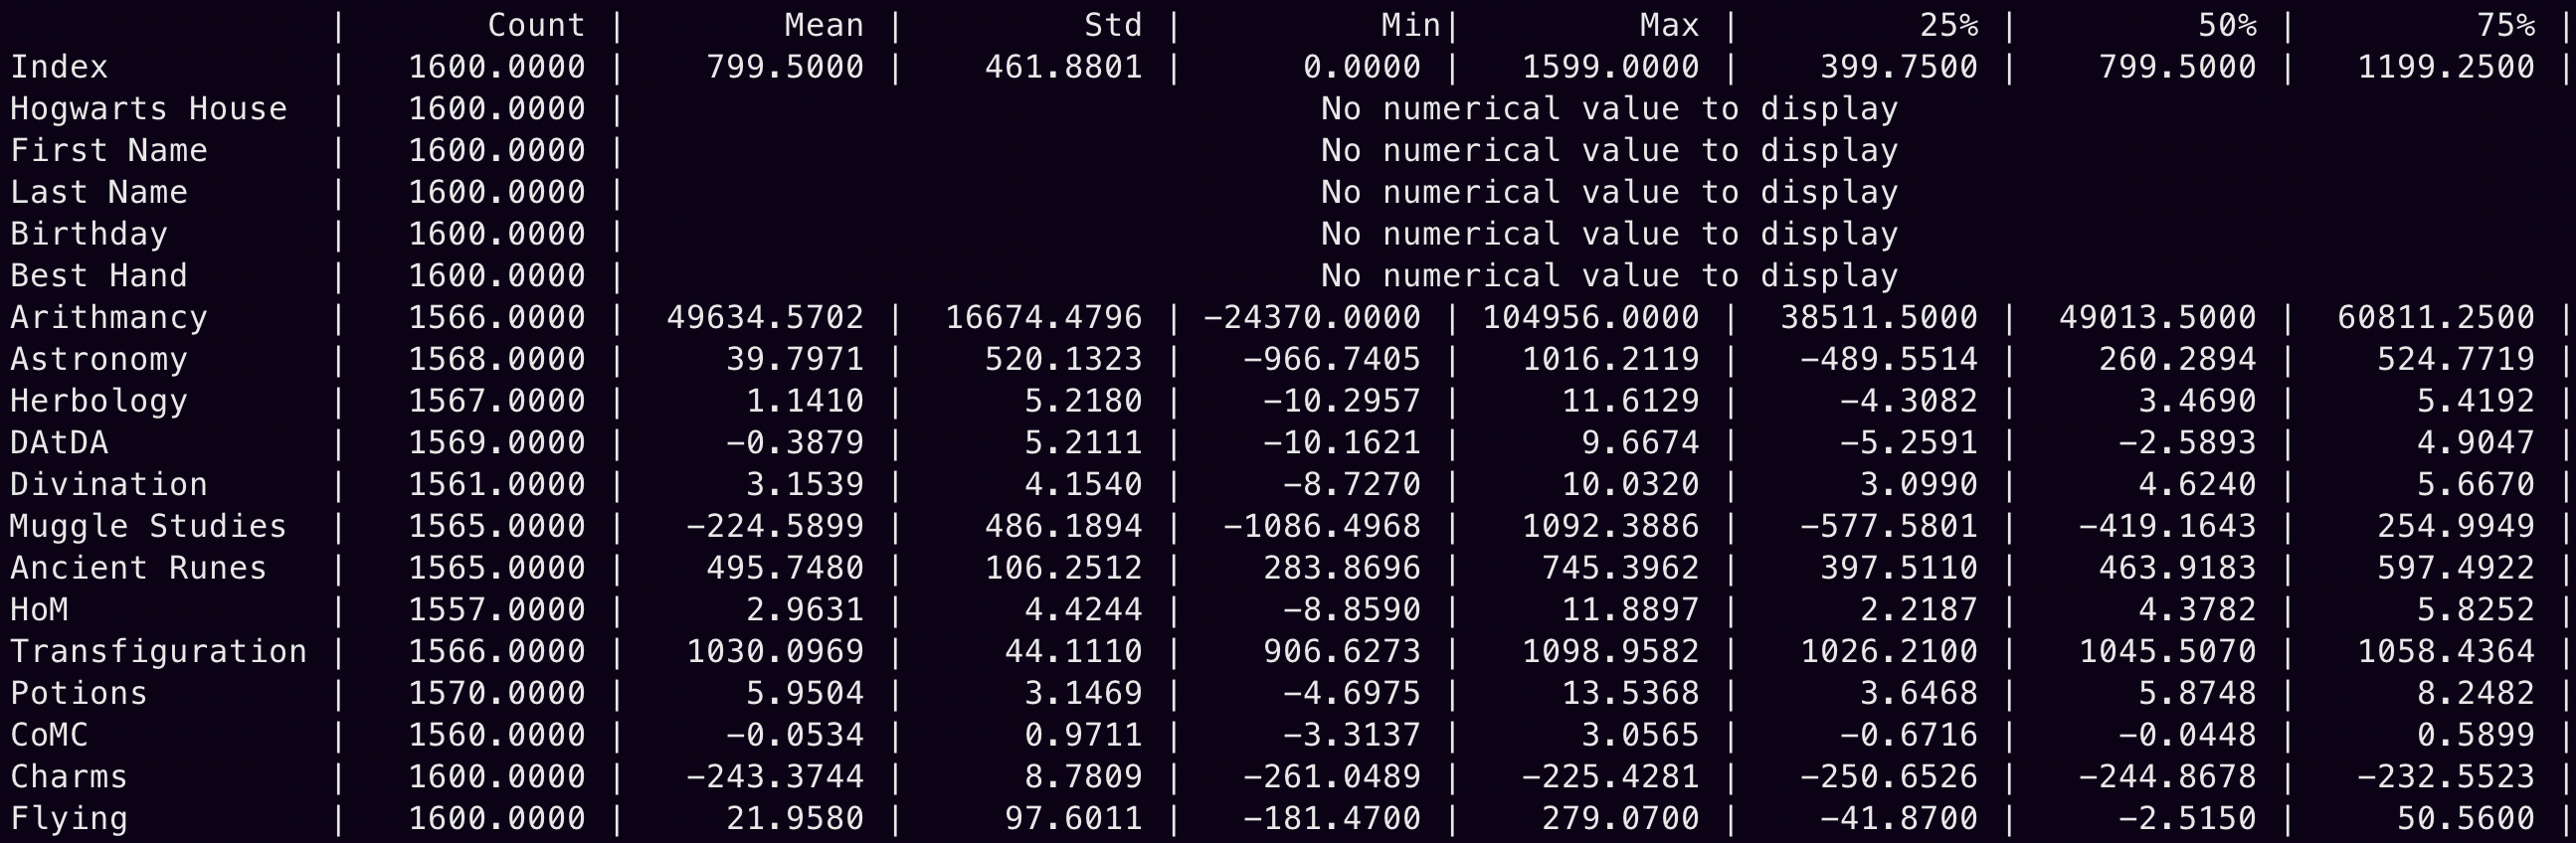 | Count | Mean | Std | Min| Max | 25% | 50% | 75% |
Index | 1600.0000 | 799.5000 | 461.8801 | 0.0000 | 1599.0000 | 399.7500 | 799.5000 | 1199.2500 |
Hogwarts House | 1600.0000 | No numerical value to display
First Name | 1600.0000 | No numerical value to display
Last Name | 1600.0000 | No numerical value to display
Birthday | 1600.0000 | No numerical value to display
Best Hand | 1600.0000 | No numerical value to display
Arithmancy | 1566.0000 | 49634.5702 | 16674.4796 | -24370.0000 | 104956.0000 | 38511.5000 | 49013.5000 | 60811.2500 |
Astronomy | 1568.0000 | 39.7971 | 520.1323 | -966.7405 | 1016.2119 | -489.5514 | 260.2894 | 524.7719 |
Herbology | 1567.0000 | 1.1410 | 5.2180 | -10.2957 | 11.6129 | -4.3082 | 3.4690 | 5.4192 |
DAtDA | 1569.0000 | -0.3879 | 5.2111 | -10.1621 | 9.6674 | -5.2591 | -2.5893 | 4.9047 |
Divination | 1561.0000 | 3.1539 | 4.1540 | -8.7270 | 10.0320 | 3.0990 | 4.6240 | 5.6670 |
Muggle Studies | 1565.0000 | -224.5899 | 486.1894 | -1086.4968 | 1092.3886 | -577.5801 | -419.1643 | 254.9949 |
Ancient Runes | 1565.0000 | 495.7480 | 106.2512 | 283.8696 | 745.3962 | 397.5110 | 463.9183 | 597.4922 |
HoM | 1557.0000 | 2.9631 | 4.4244 | -8.8590 | 11.8897 | 2.2187 | 4.3782 | 5.8252 |
Transfiguration | 1566.0000 | 1030.0969 | 44.1110 | 906.6273 | 1098.9582 | 1026.2100 | 1045.5070 | 1058.4364 |
Potions | 1570.0000 | 5.9504 | 3.1469 | -4.6975 | 13.5368 | 3.6468 | 5.8748 | 8.2482 |
CoMC | 1560.0000 | -0.0534 | 0.9711 | -3.3137 | 3.0565 | -0.6716 | -0.0448 | 0.5899 |
Charms | 1600.0000 | -243.3744 | 8.7809 | -261.0489 | -225.4281 | -250.6526 | -244.8678 | -232.5523 |
Flying | 1600.0000 | 21.9580 | 97.6011 | -181.4700 | 279.0700 | -41.8700 | -2.5150 | 50.5600 |